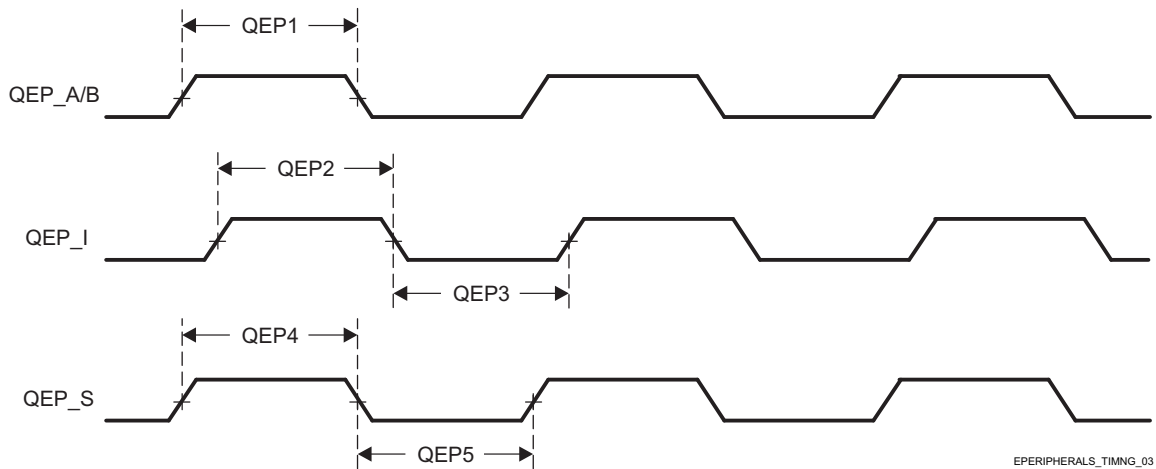 QEP1
QEP_A/B
QEP2
QEP_I
QEP3
QEP4
QEP_S
QEP5
EPERIPHERALS_TIMNG_03